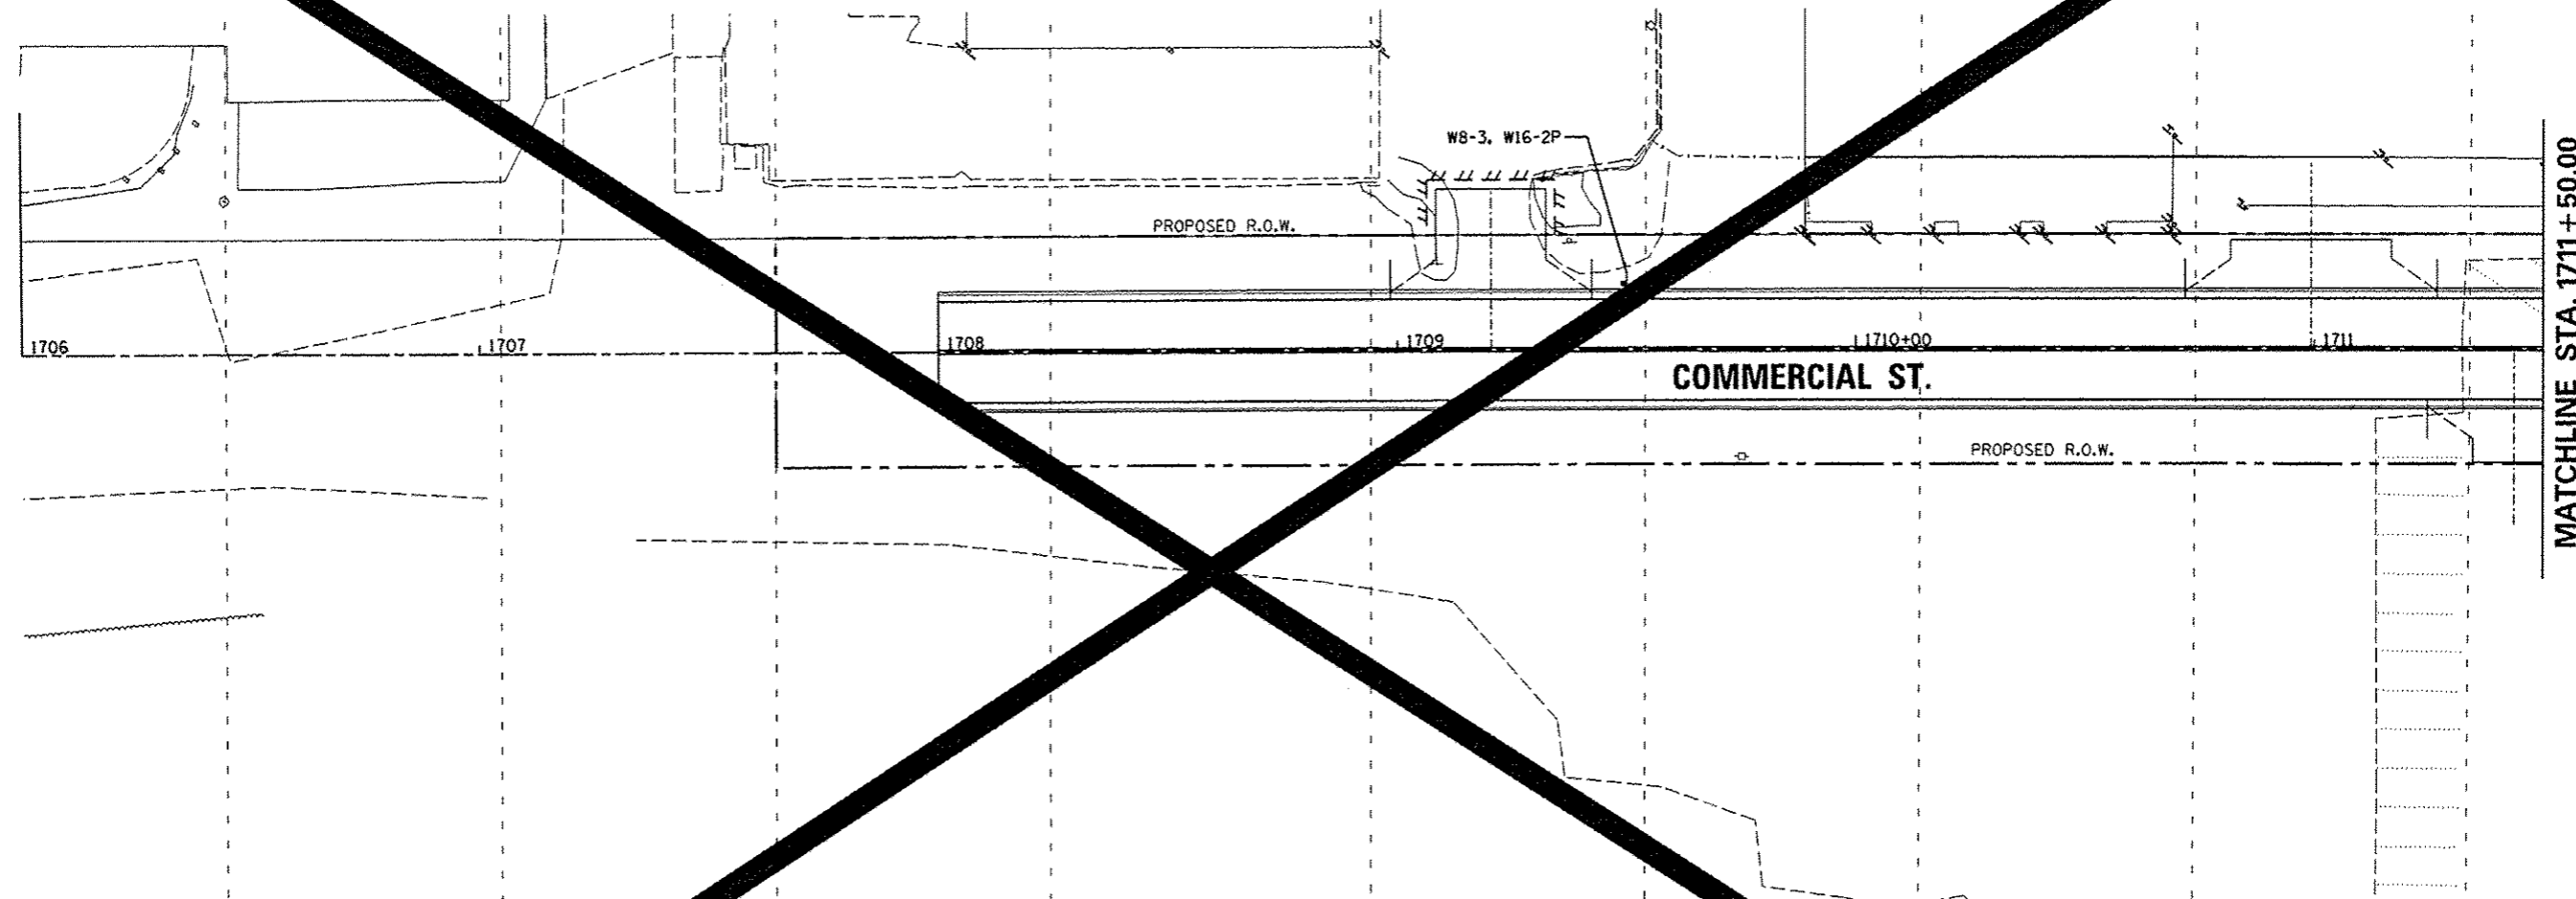 W8-3, W16-2P
PROPOSED R.O.W.
1706
1707
1708
1709
1710+00
1711
COMMERCIAL ST.
PROPOSED R.O.W.
MATCHLINE STA. 1711+50.00